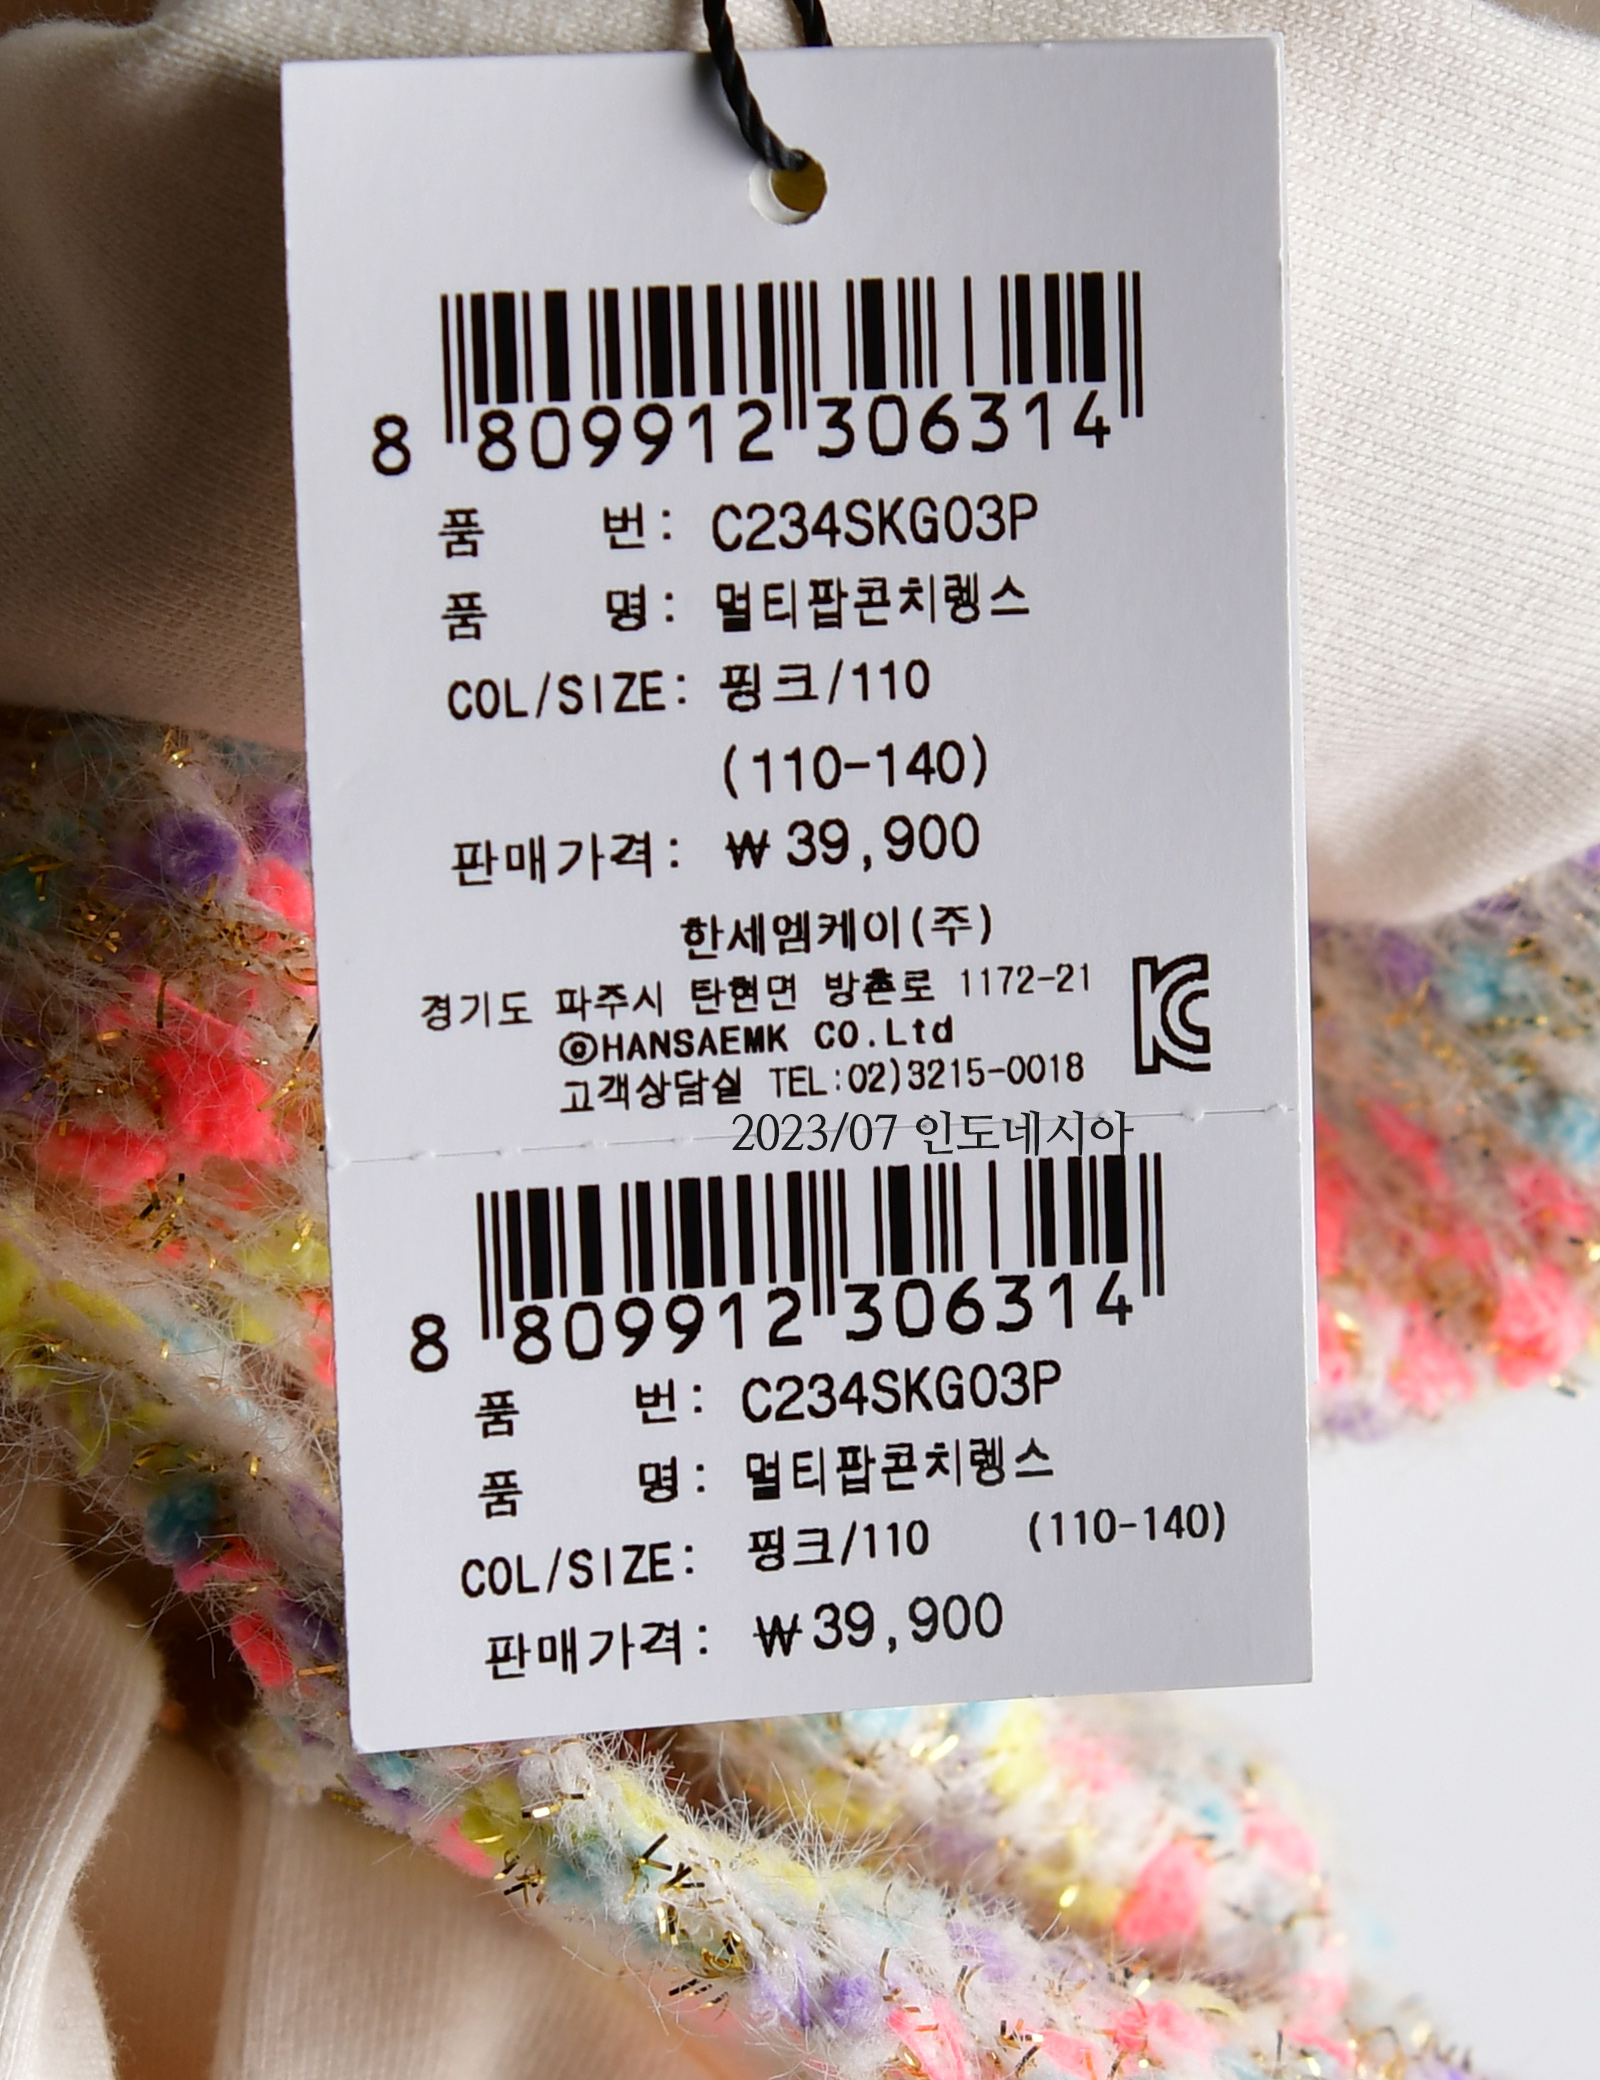 8 809912 306314
품 번: C234SKG03P
품 명: 멀티팝콘치렝스
COL/SIZE: 핑크/110
(110-140)
판매가격: ₩39,900
한세엠케이(주)
경기도 파주시 탄현면 방촌로 1172-21
ⓒHANSAEMK CO.Ltd
고객상담실 TEL:02)3215-0018
KC
2023/07 인도네시아
8 809912 306314
품 번: C234SKG03P
품 명: 멀티팝콘치렝스
COL/SIZE: 핑크/110 (110-140)
판매가격: ₩39,900